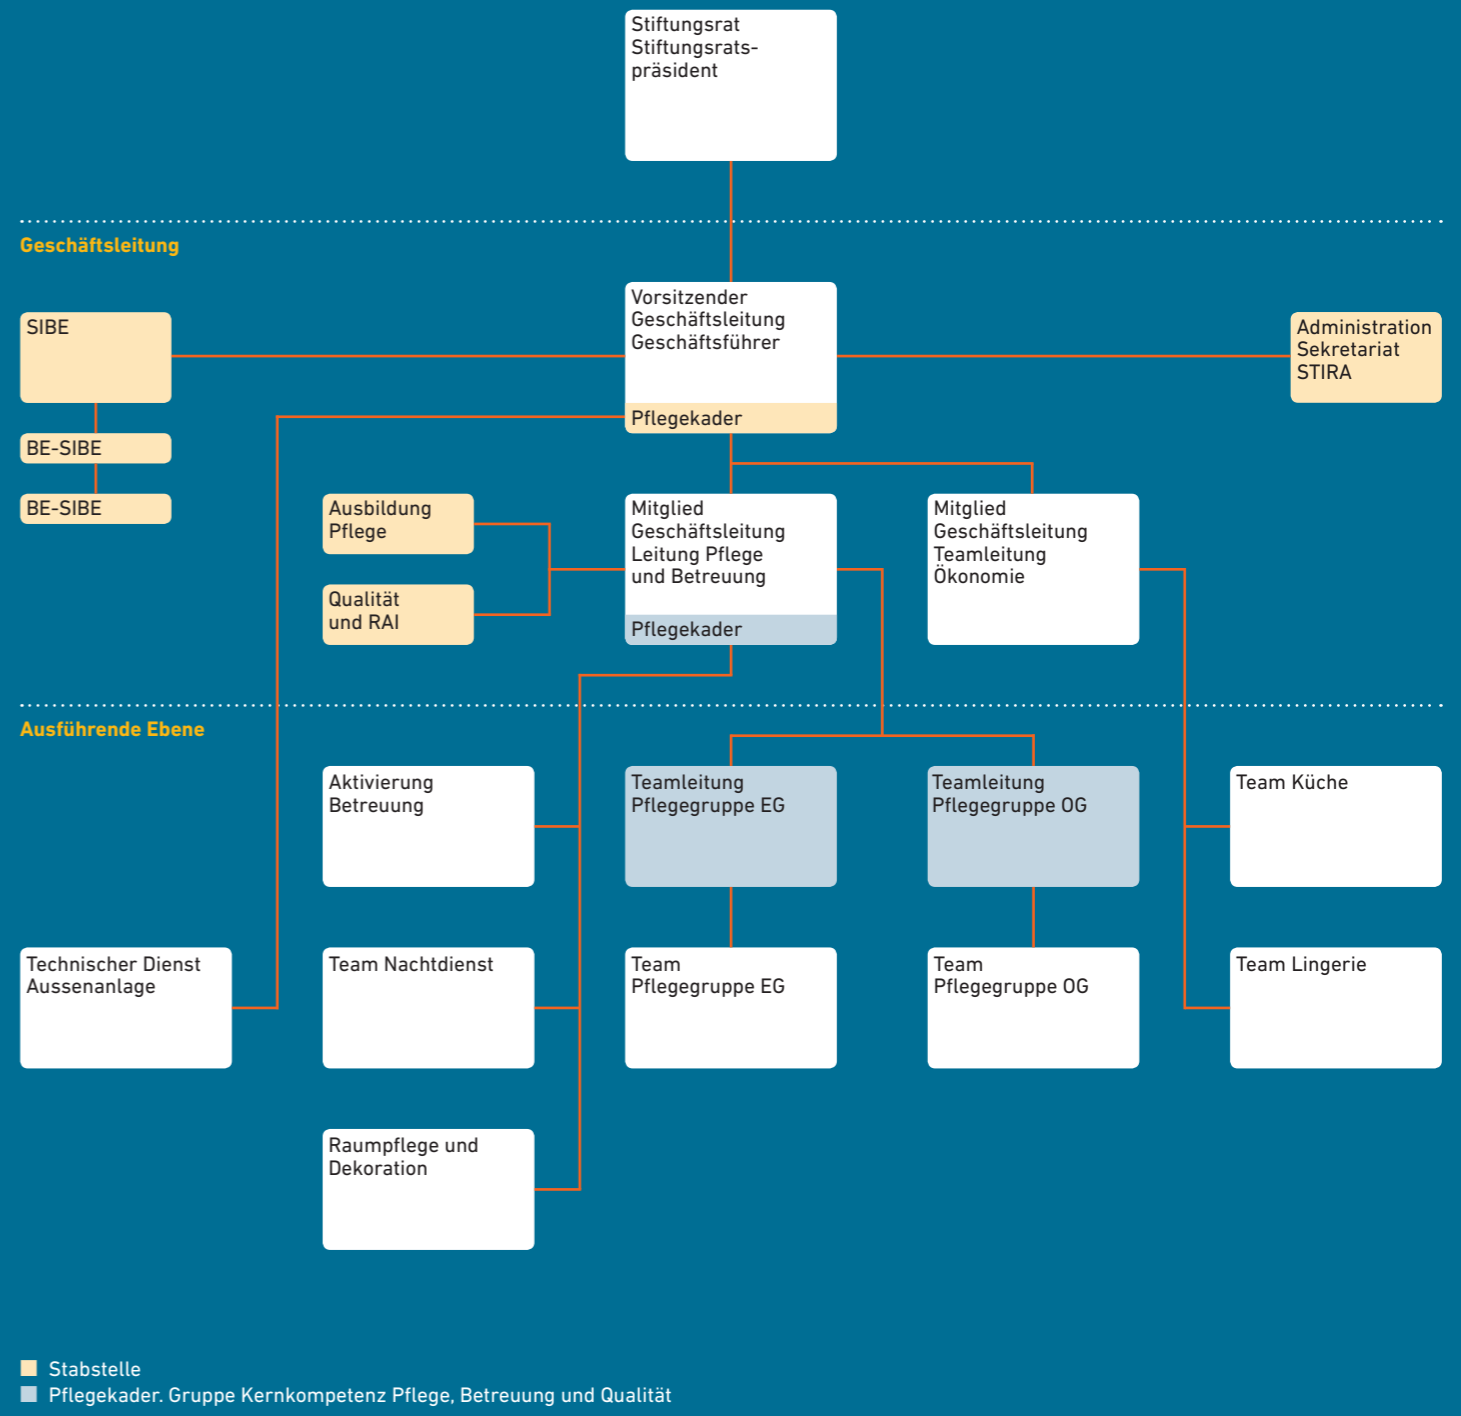 Stiftungsrat
Stiftungsrats-
präsident
Geschäftsleitung
SIBE
BE-SIBE
BE-SIBE
Vorsitzender
Geschäftsleitung
Geschäftsführer
Pflegekader
Administration
Sekretariat
STIRA
Ausbildung
Pflege
Qualität
und RAI
Mitglied
Geschäftsleitung
Leitung Pflege
und Betreuung
Pflegekader
Mitglied
Geschäftsleitung
Teamleitung
Ökonomie
Ausführende Ebene
Aktivierung
Betreuung
Teamleitung
Pflegegruppe EG
Teamleitung
Pflegegruppe OG
Team Küche
Technischer Dienst
Aussenanlage
Team Nachtdienst
Team
Pflegegruppe EG
Team
Pflegegruppe OG
Team Lingerie
Raumpflege und
Dekoration
Stabstelle
Pflegekader. Gruppe Kernkompetenz Pflege, Betreuung und Qualität